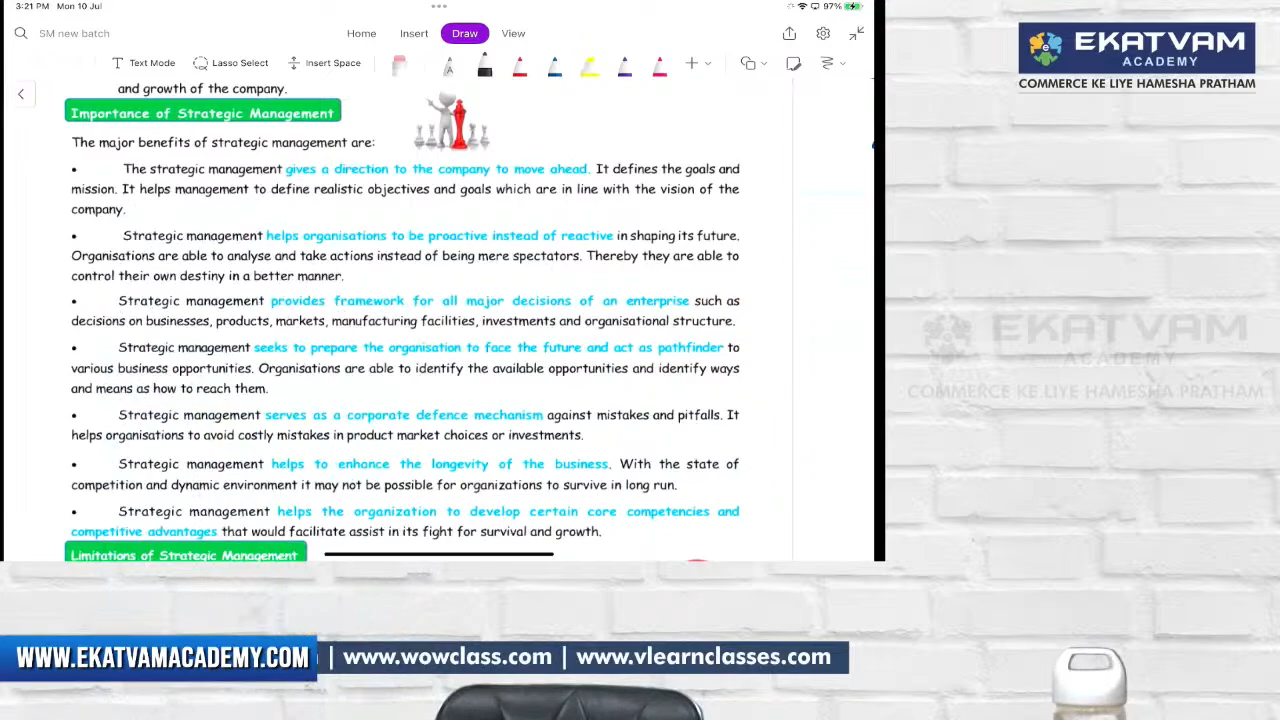 3:21 PM Mon 10 Jul
97%
SM new batch
Home Insert Draw View
Text Mode Lasso Select Insert Space
and growth of the company.
Importance of Strategic Management
The major benefits of strategic management are:
• The strategic management gives a direction to the company to move ahead. It defines the goals and
mission. It helps management to define realistic objectives and goals which are in line with the vision of the
company.
• Strategic management helps organisations to be proactive instead of reactive in shaping its future.
Organisations are able to analyse and take actions instead of being mere spectators. Thereby they are able to
control their own destiny in a better manner.
• Strategic management provides framework for all major decisions of an enterprise such as
decisions on businesses, products, markets, manufacturing facilities, investments and organisational structure.
• Strategic management seeks to prepare the organisation to face the future and act as pathfinder to
various business opportunities. Organisations are able to identify the available opportunities and identify ways
and means as how to reach them.
• Strategic management serves as a corporate defence mechanism against mistakes and pitfalls. It
helps organisations to avoid costly mistakes in product market choices or investments.
• Strategic management helps to enhance the longevity of the business. With the state of
competition and dynamic environment it may not be possible for organizations to survive in long run.
• Strategic management helps the organization to develop certain core competencies and
competitive advantages that would facilitate assist in its fight for survival and growth.
Limitations of Strategic Management
EKATVAM
ACADEMY
COMMERCE KE LIYE HAMESHA PRATHAM
EKATVAM
ACADEMY
COMMERCE KE LIYE HAMESHA PRATHAM
WWW.EKATVAMACADEMY.COM | www.wowclass.com | www.vlearnclasses.com